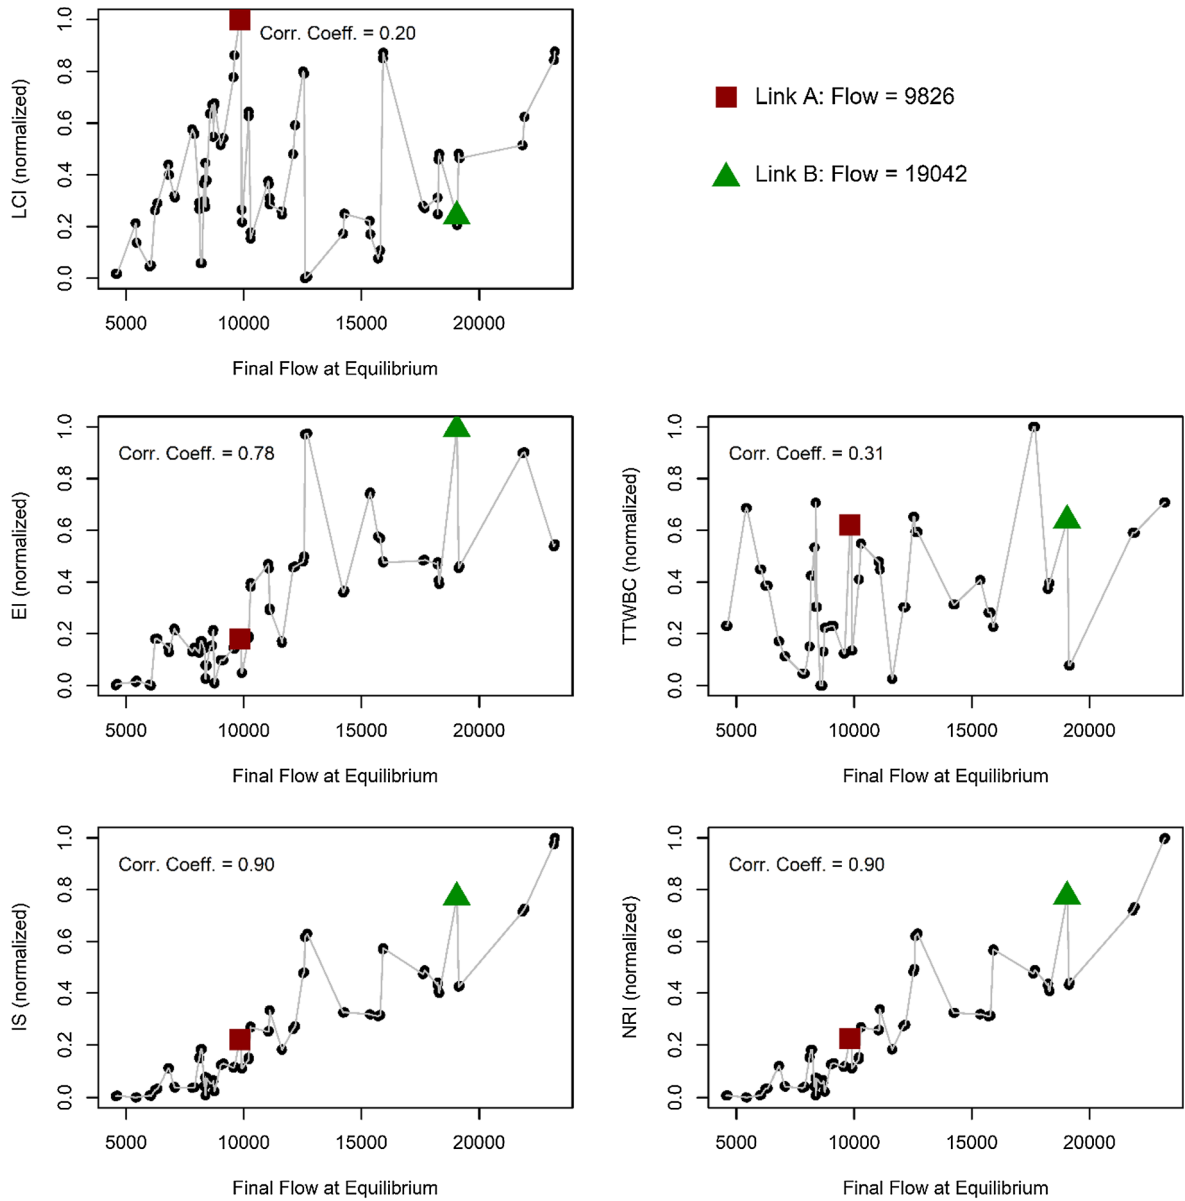 LCI (normalized)
1.0
0.8
0.6
0.4
0.2
0.0
Corr. Coeff. = 0.20
5000 10000 15000 20000
Final Flow at Equilibrium
Link A: Flow = 9826
Link B: Flow = 19042
EI (normalized)
1.0
0.8
0.6
0.4
0.2
0.0
Corr. Coeff. = 0.78
5000 10000 15000 20000
Final Flow at Equilibrium
TTWBC (normalized)
1.0
0.8
0.6
0.4
0.2
0.0
Corr. Coeff. = 0.31
5000 10000 15000 20000
Final Flow at Equilibrium
IS (normalized)
1.0
0.8
0.6
0.4
0.2
0.0
Corr. Coeff. = 0.90
5000 10000 15000 20000
Final Flow at Equilibrium
NRI (normalized)
1.0
0.8
0.6
0.4
0.2
0.0
Corr. Coeff. = 0.90
5000 10000 15000 20000
Final Flow at Equilibrium